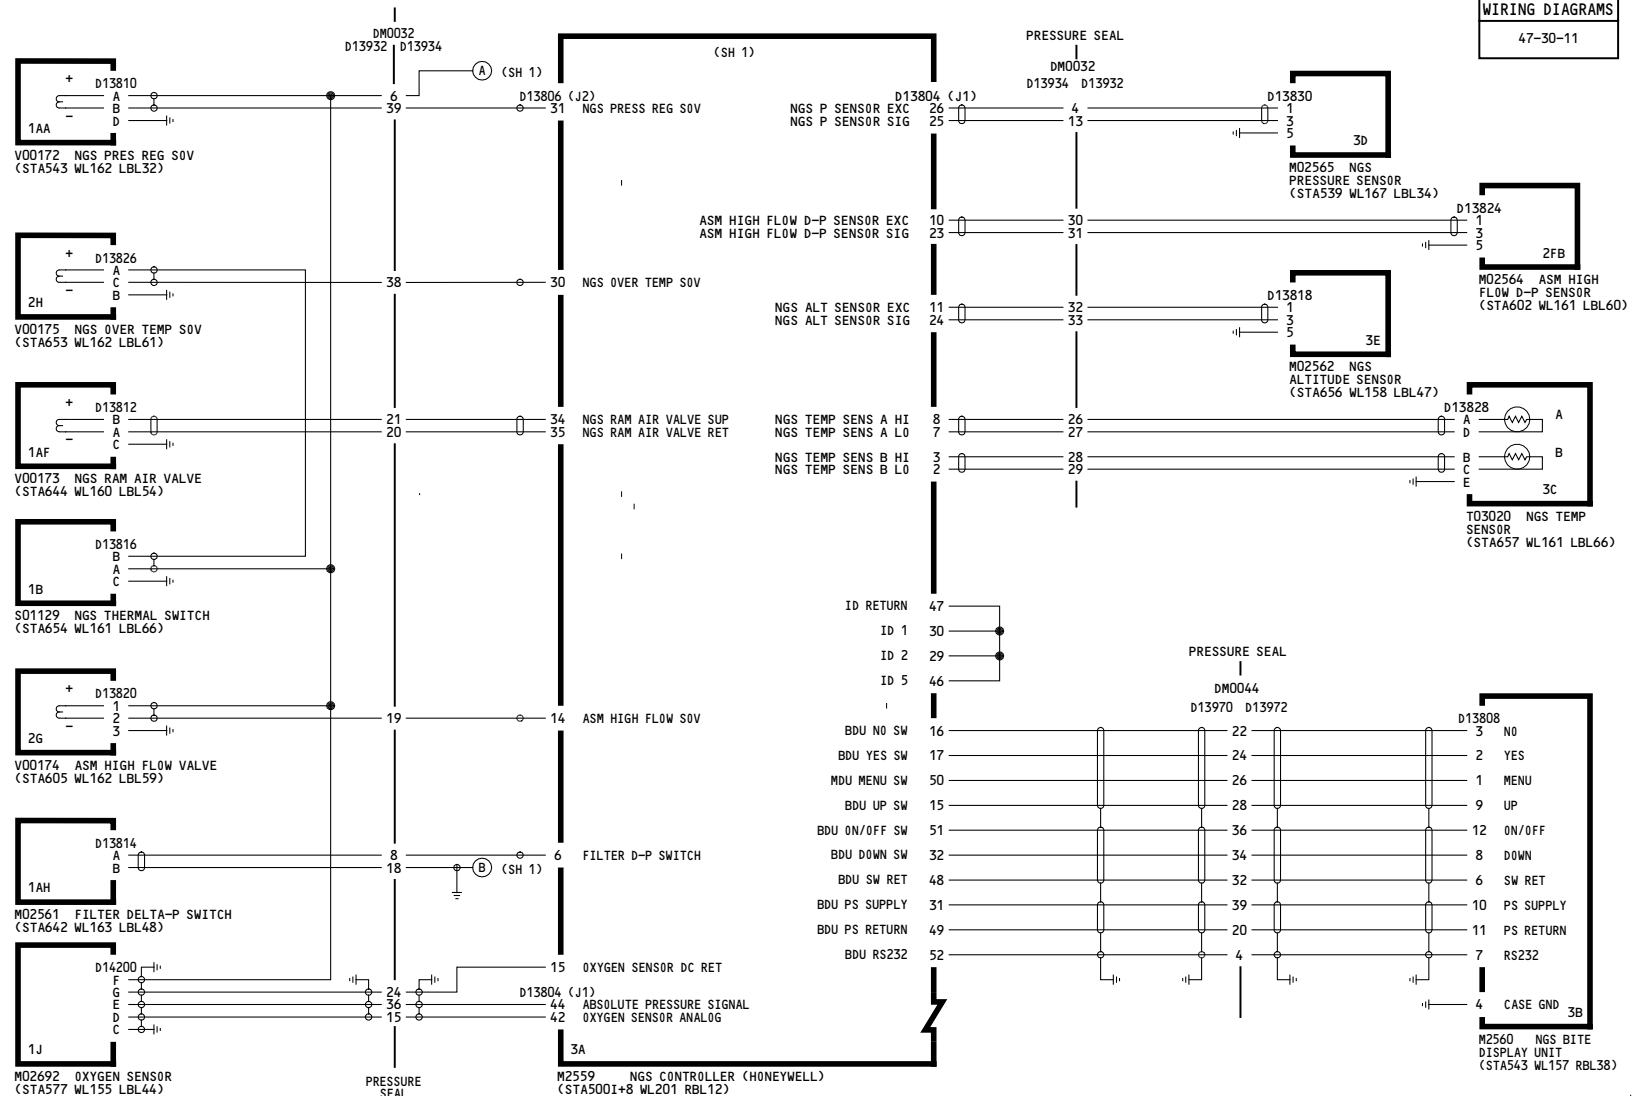 WIRING DIAGRAMS
47-30-11
DM0032
D13932 D13934
A (SH 1)
+
D13810
A
B
D
-
1AA
6
39
V00172 NGS PRES REG SOV
(STA543 WL162 LBL32)
+
D13826
A
C
B
-
2H
38
V00175 NGS OVER TEMP SOV
(STA653 WL162 LBL61)
+
D13812
B
A
C
-
1AF
21
20
V00173 NGS RAM AIR VALVE
(STA644 WL160 LBL54)
D13816
B
A
C
1B
S01129 NGS THERMAL SWITCH
(STA654 WL161 LBL66)
+
D13820
1
2
3
-
2G
19
V00174 ASM HIGH FLOW VALVE
(STA605 WL162 LBL59)
D13814
A
B
1AH
8
18
B (SH 1)
M02561 FILTER DELTA-P SWITCH
(STA642 WL163 LBL48)
D14200
F
G
E
D
C
1J
24
36
15
M02692 OXYGEN SENSOR
(STA577 WL155 LBL44)
PRESSURE
SEAL
(SH 1)
D13806 (J2)
31 NGS PRESS REG SOV
30 NGS OVER TEMP SOV
34 NGS RAM AIR VALVE SUP
35 NGS RAM AIR VALVE RET
14 ASM HIGH FLOW SOV
6 FILTER D-P SWITCH
15 OXYGEN SENSOR DC RET
D13804 (J1)
44 ABSOLUTE PRESSURE SIGNAL
42 OXYGEN SENSOR ANALOG
3A
M2559 NGS CONTROLLER (HONEYWELL)
(STA500I+8 WL201 RBL12)
D13804 (J1)
NGS P SENSOR EXC 26
NGS P SENSOR SIG 25
ASM HIGH FLOW D-P SENSOR EXC 10
ASM HIGH FLOW D-P SENSOR SIG 23
NGS ALT SENSOR EXC 11
NGS ALT SENSOR SIG 24
NGS TEMP SENS A HI 8
NGS TEMP SENS A LO 7
NGS TEMP SENS B HI 3
NGS TEMP SENS B LO 2
ID RETURN 47
ID 1 30
ID 2 29
ID 5 46
BDU NO SW 16
BDU YES SW 17
MDU MENU SW 50
BDU UP SW 15
BDU ON/OFF SW 51
BDU DOWN SW 32
BDU SW RET 48
BDU PS SUPPLY 31
BDU PS RETURN 49
BDU RS232 52
PRESSURE SEAL
DM0032
D13934 D13932
4
13
30
31
32
33
26
27
28
29
D13830
1
3
5
3D
M02565 NGS
PRESSURE SENSOR
(STA539 WL167 LBL34)
D13824
1
3
5
2FB
M02564 ASM HIGH
FLOW D-P SENSOR
(STA602 WL161 LBL60)
D13818
1
3
5
3E
M02562 NGS
ALTITUDE SENSOR
(STA656 WL158 LBL47)
D13828
A
D
B
C
E
A
B
3C
T03020 NGS TEMP
SENSOR
(STA657 WL161 LBL66)
PRESSURE SEAL
DM0044
D13970 D13972
22
24
26
28
36
34
32
39
20
4
D13808
3 NO
2 YES
1 MENU
9 UP
12 ON/OFF
8 DOWN
6 SW RET
10 PS SUPPLY
11 PS RETURN
7 RS232
4 CASE GND
3B
M2560 NGS BITE
DISPLAY UNIT
(STA543 WL157 RBL38)